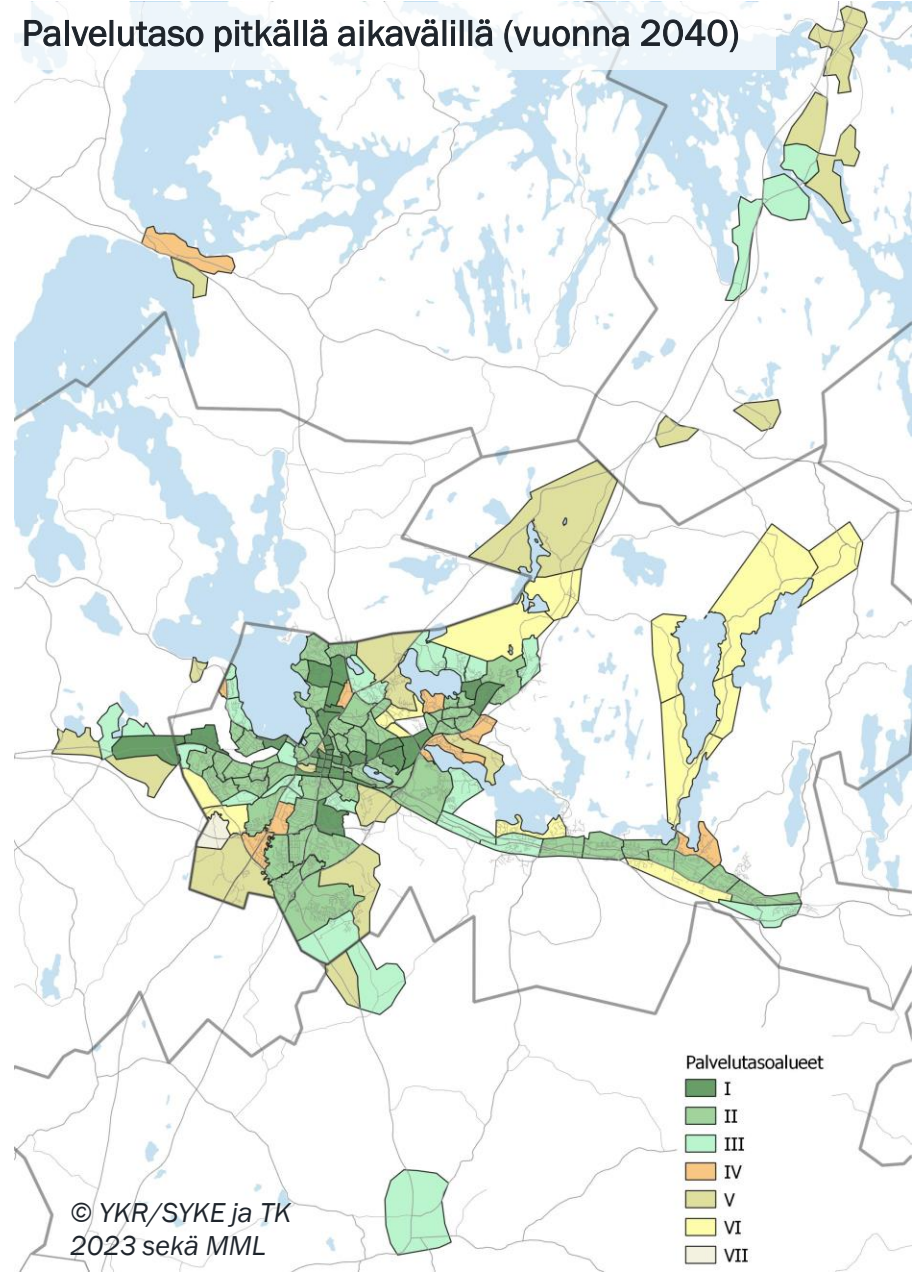 Palvelutaso pitkällä aikavälillä (vuonna 2040)
Palvelutasoalueet
I
II
III
IV
V
VI
VII
© YKR/SYKE ja TK
2023 sekä MML